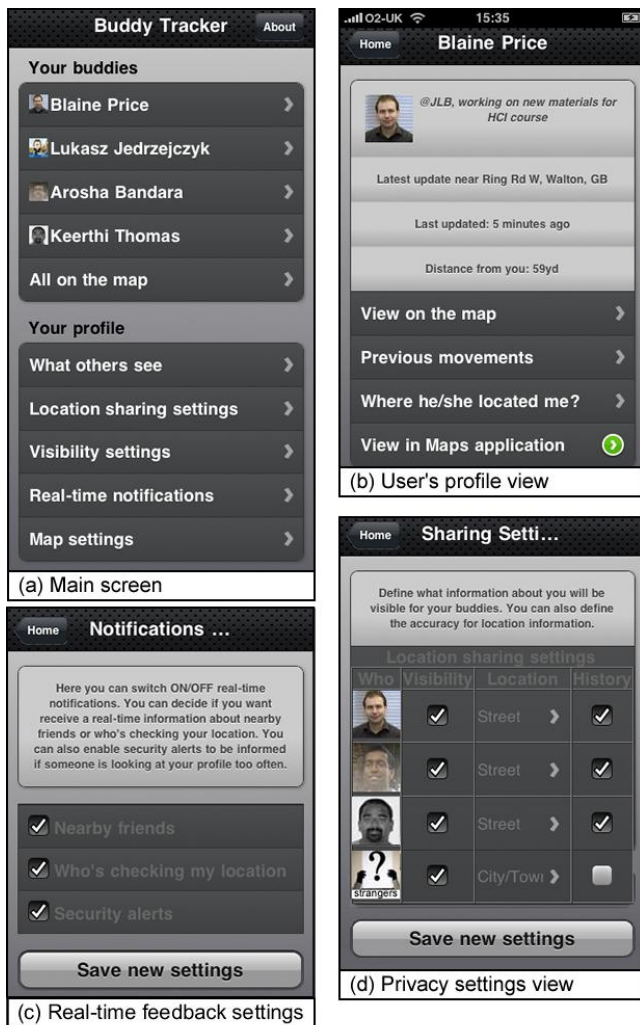 Buddy Tracker
About
Your buddies
Blaine Price
Lukasz Jedrzejczyk
Arosha Bandara
Keerthi Thomas
All on the map
Your profile
What others see
Location sharing settings
Visibility settings
Real-time notifications
Map settings
(a) Main screen
O2-UK 15:35
Home
Blaine Price
@JLB, working on new materials for
HCI course
Latest update near Ring Rd W, Walton, GB
Last updated: 5 minutes ago
Distance from you: 59yd
View on the map
Previous movements
Where he/she located me?
View in Maps application
(b) User's profile view
Home
Notifications ...
Here you can switch ON/OFF real-time
notifications. You can decide if you want
receive a real-time information about nearby
friends or who's checking your location. You
can also enable security alerts to be informed
if someone is looking at your profile too often.
Nearby friends
Who's checking my location
Security alerts
Save new settings
(c) Real-time feedback settings
Home
Sharing Setti...
Define what information about you will be
visible for your buddies. You can also define
the accuracy for location information.
Location sharing settings
Who Visibility Location History
Street
Street
Street
?
strangers
City/Tow
Save new settings
(d) Privacy settings view